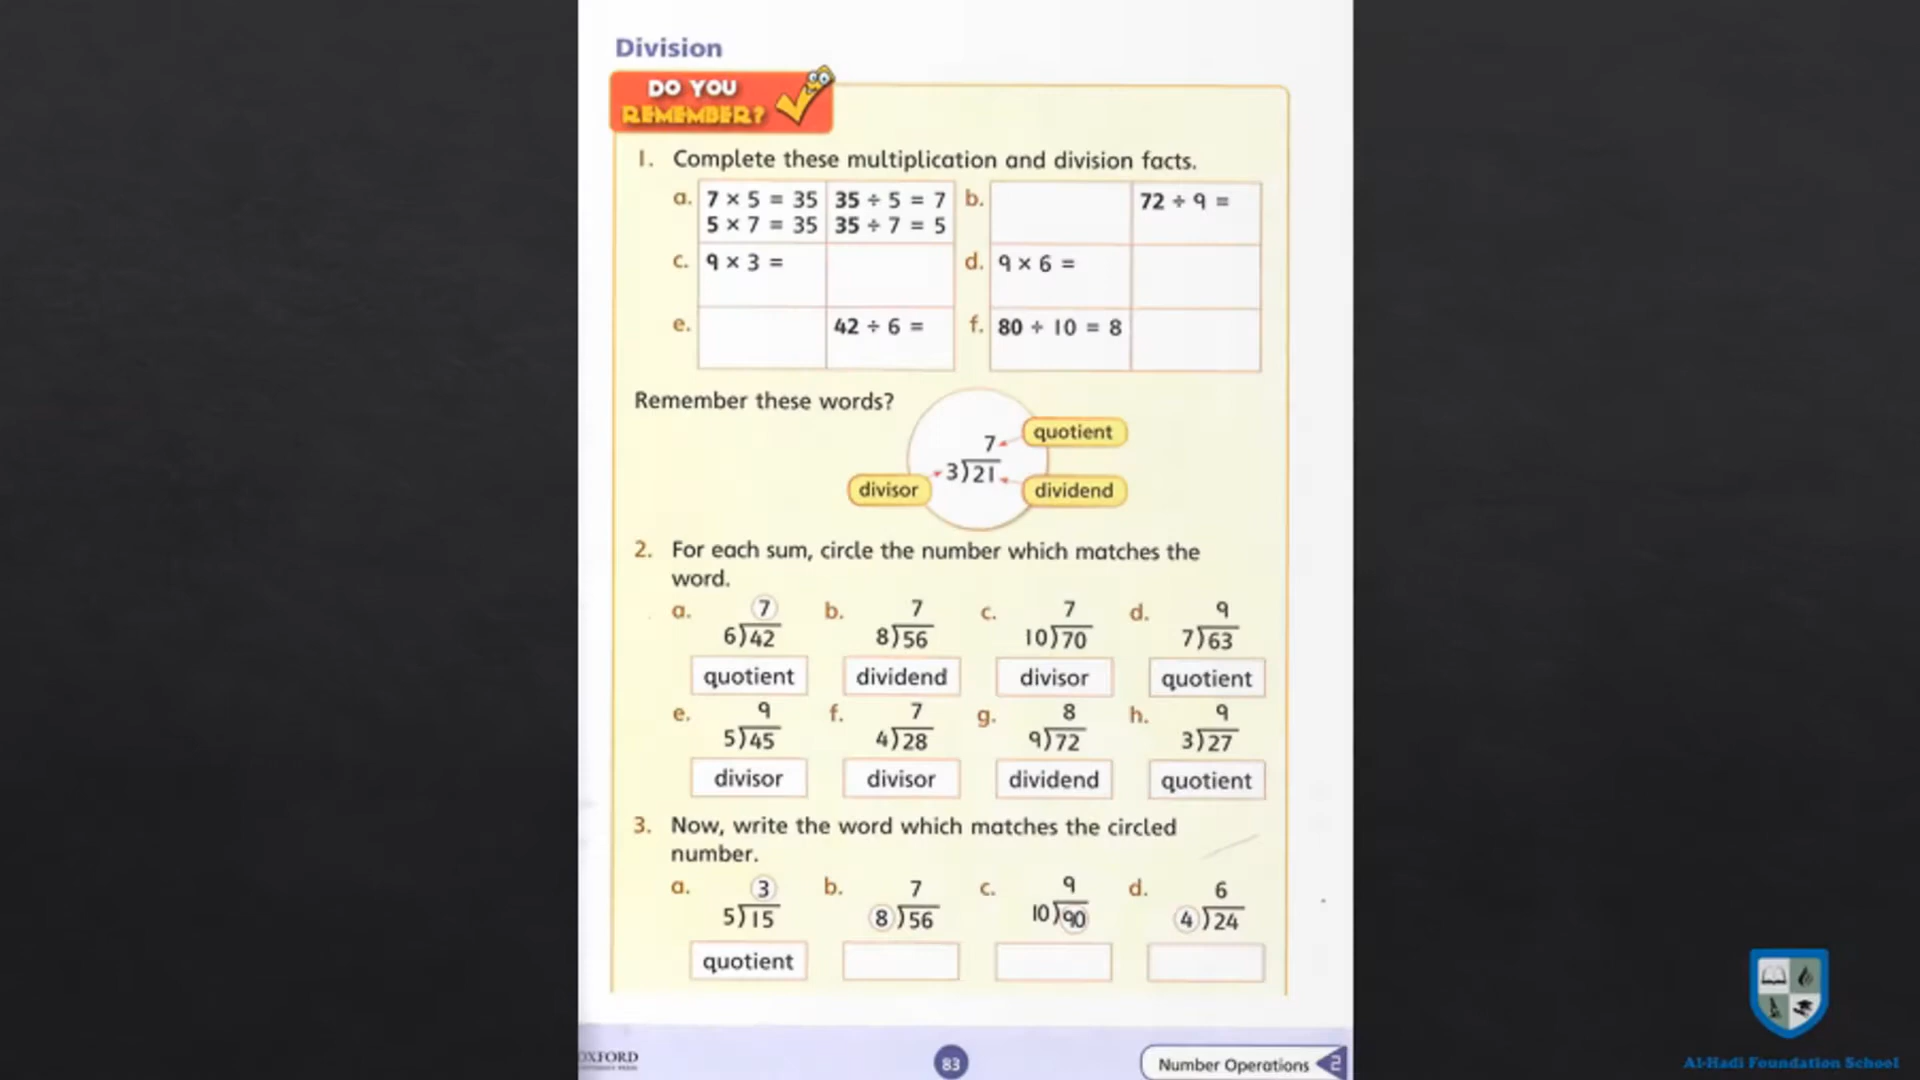 Division
DO YOU
REMEMBER?
1. Complete these multiplication and division facts.
a. 7 × 5 = 35 35 ÷ 5 = 7 b. 72 ÷ 9 =
5 × 7 = 35 35 ÷ 7 = 5
c. 9 × 3 = d. 9 × 6 =
e. 42 ÷ 6 = f. 80 ÷ 10 = 8
Remember these words?
7 quotient
3)21
divisor dividend
2. For each sum, circle the number which matches the
word.
a. 7 b. 7 c. 7 d. 9
6)42 8)56 10)70 7)63
quotient dividend divisor quotient
e. 9 f. 7 g. 8 h. 9
5)45 4)28 9)72 3)27
divisor divisor dividend quotient
3. Now, write the word which matches the circled
number.
a. 3 b. 7 c. 9 d. 6
5)15 8)56 10)90 4)24
quotient
OXFORD
83
Number Operations 2
Al-Hadi Foundation School